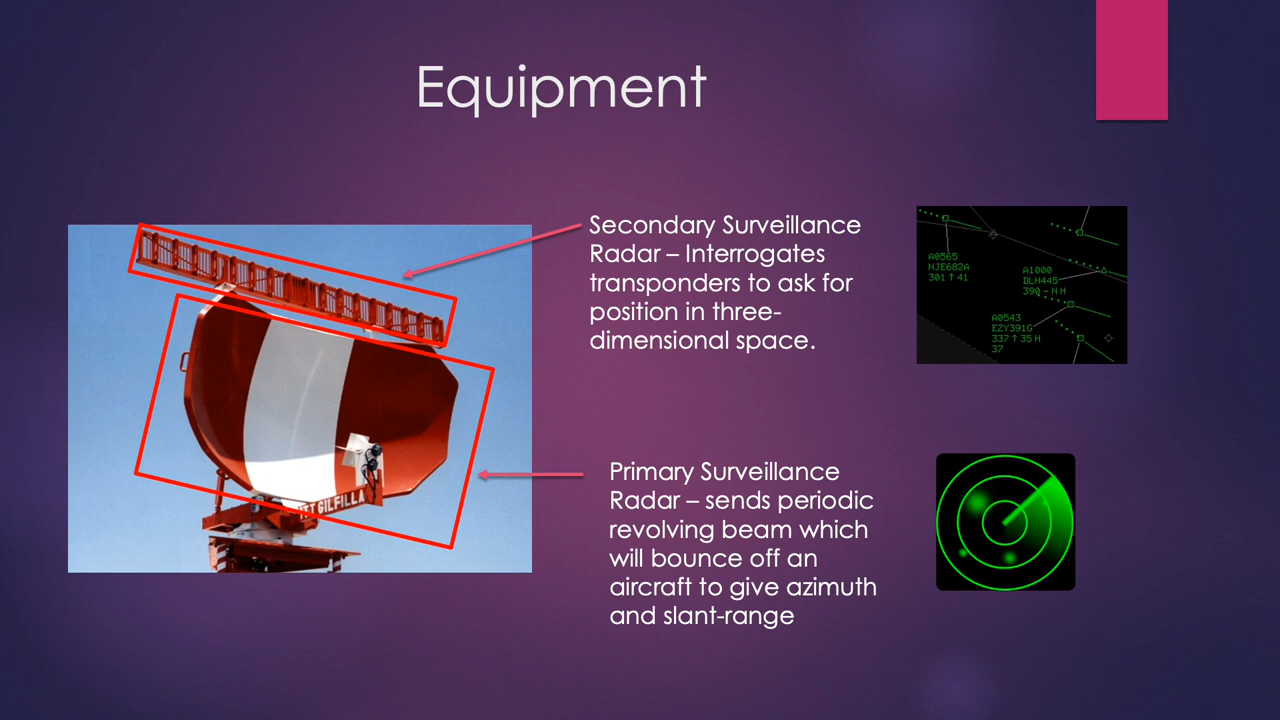 Equipment
Secondary Surveillance
Radar – Interrogates
transponders to ask for
position in three-
dimensional space.
A0565
NJE682A
301 ↑ 41
A1000
DLH445
390 – N H
A0543
EZY391G
337 ↑ 35 H
37
Primary Surveillance
Radar – sends periodic
revolving beam which
will bounce off an
aircraft to give azimuth
and slant-range
GILFILLA